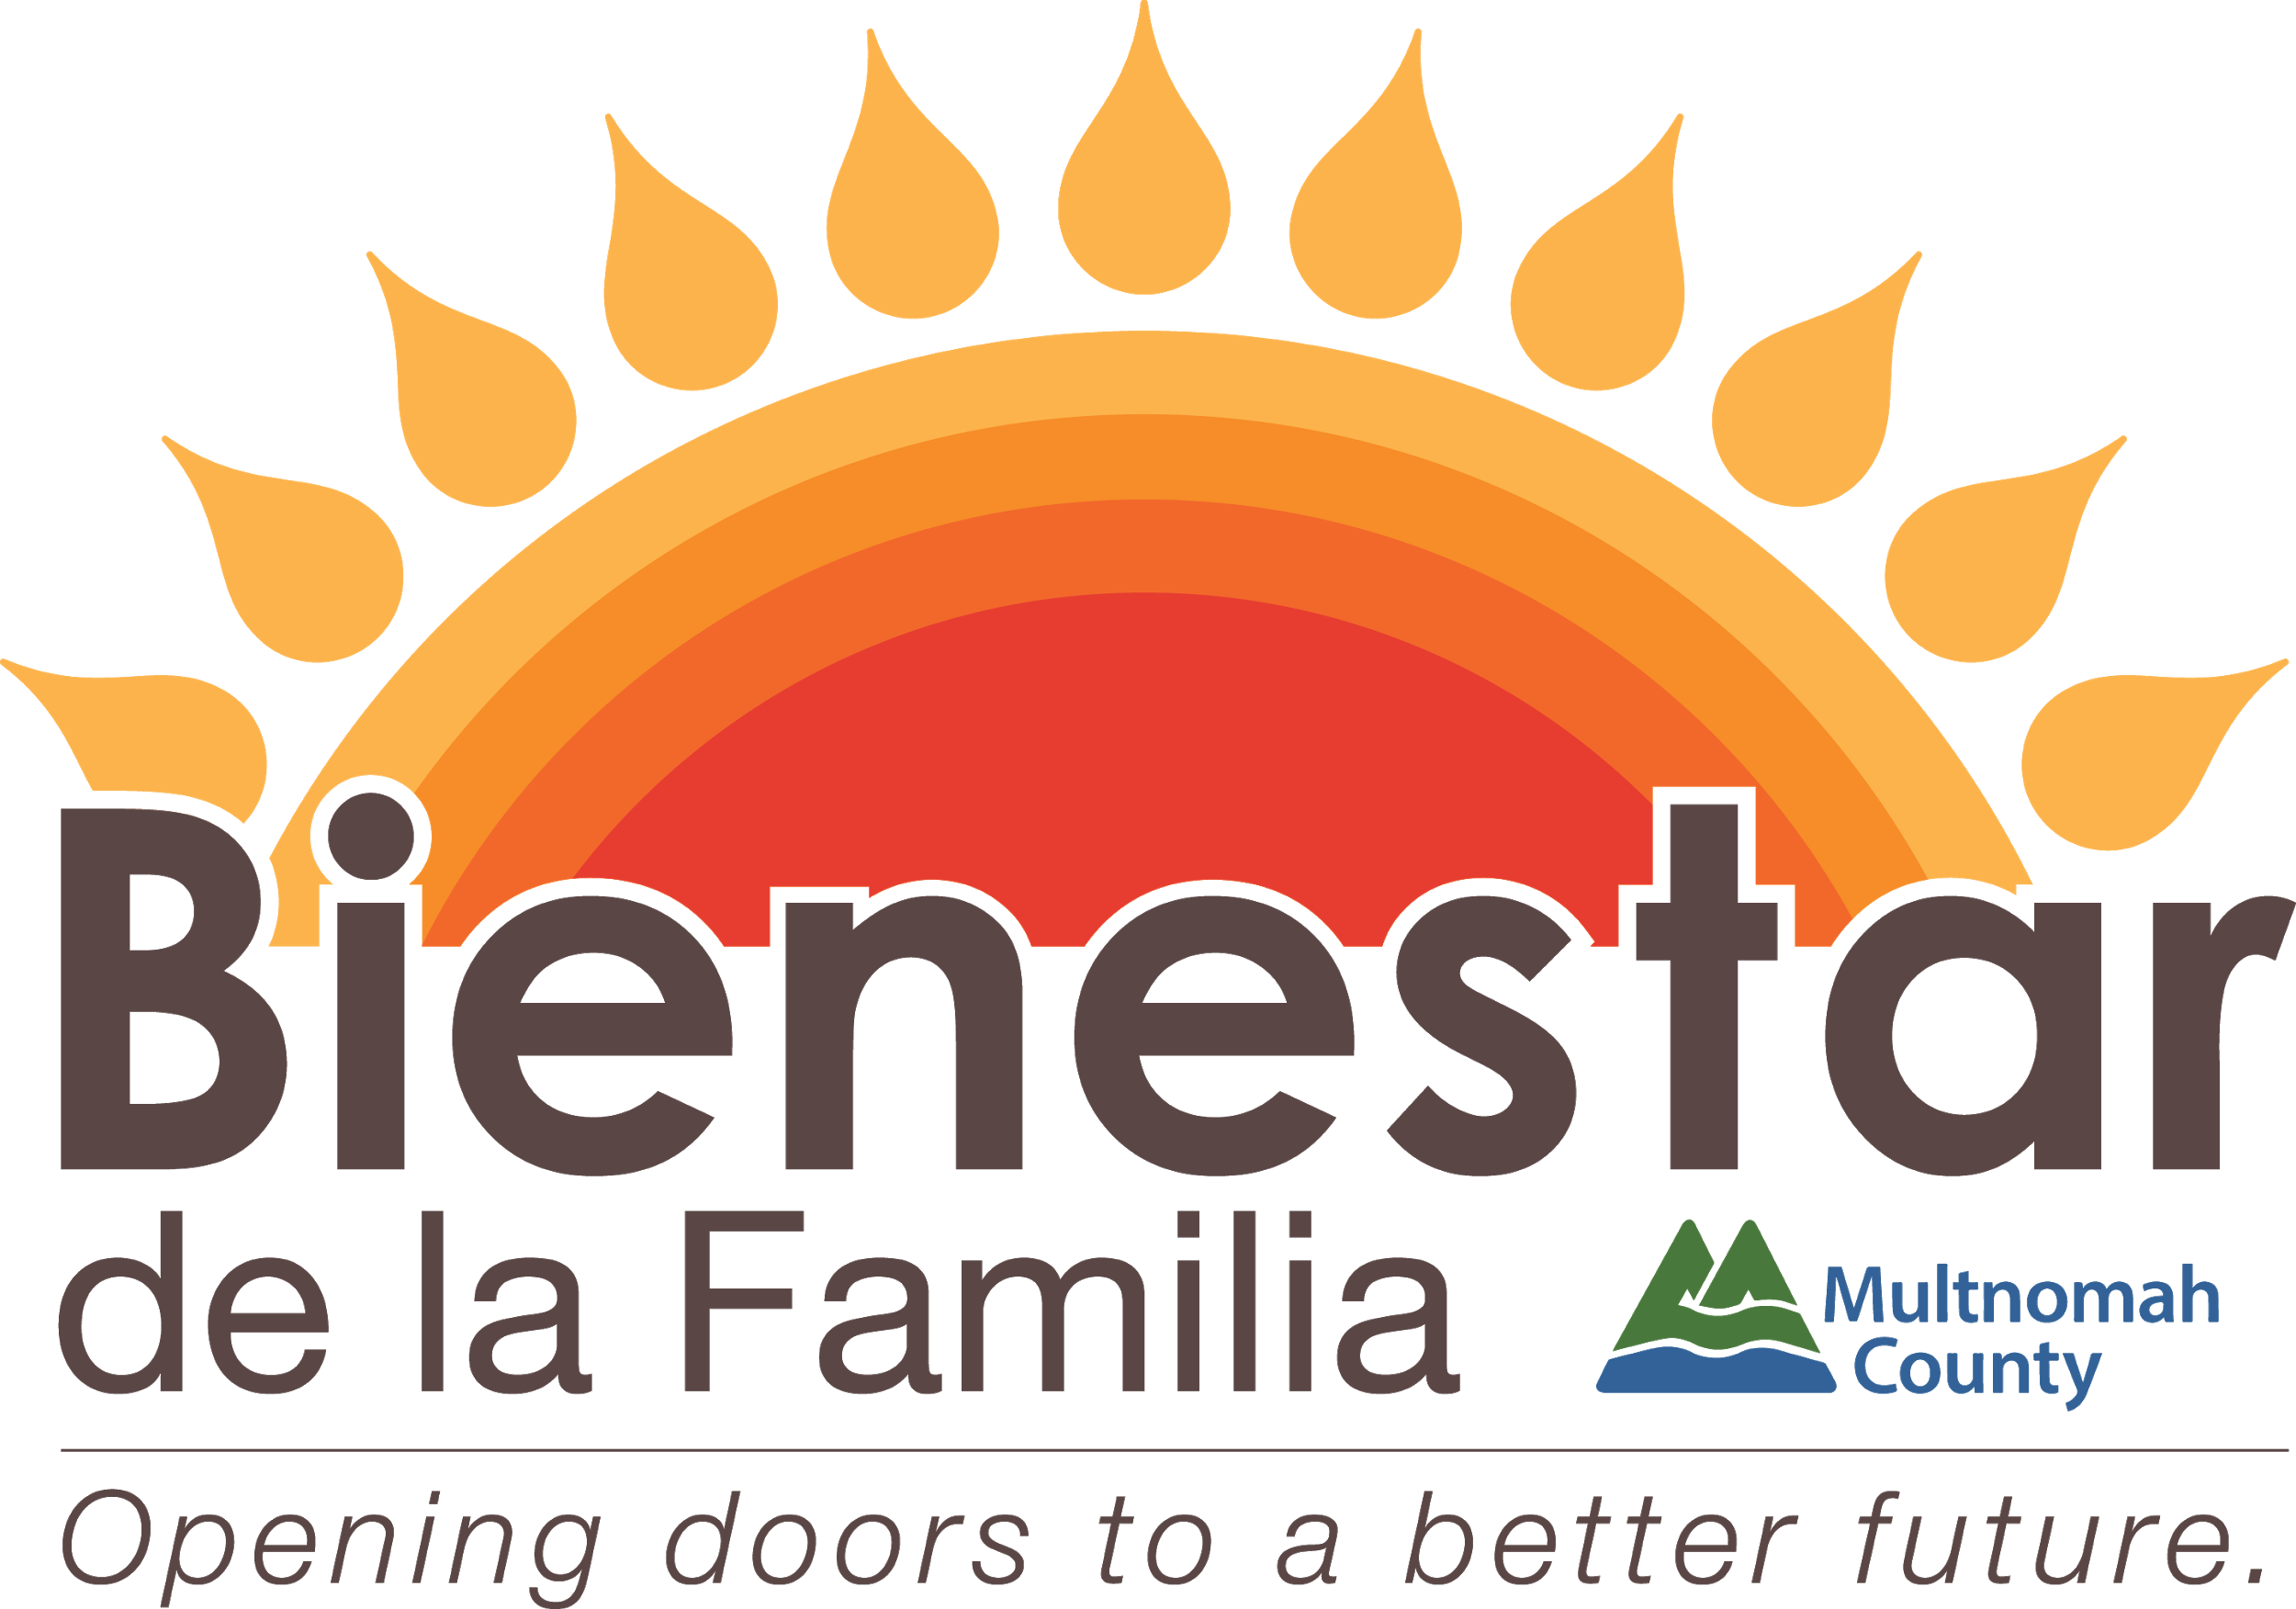 Bienestar
de la Familia
Multnomah
County
Opening doors to a better future.